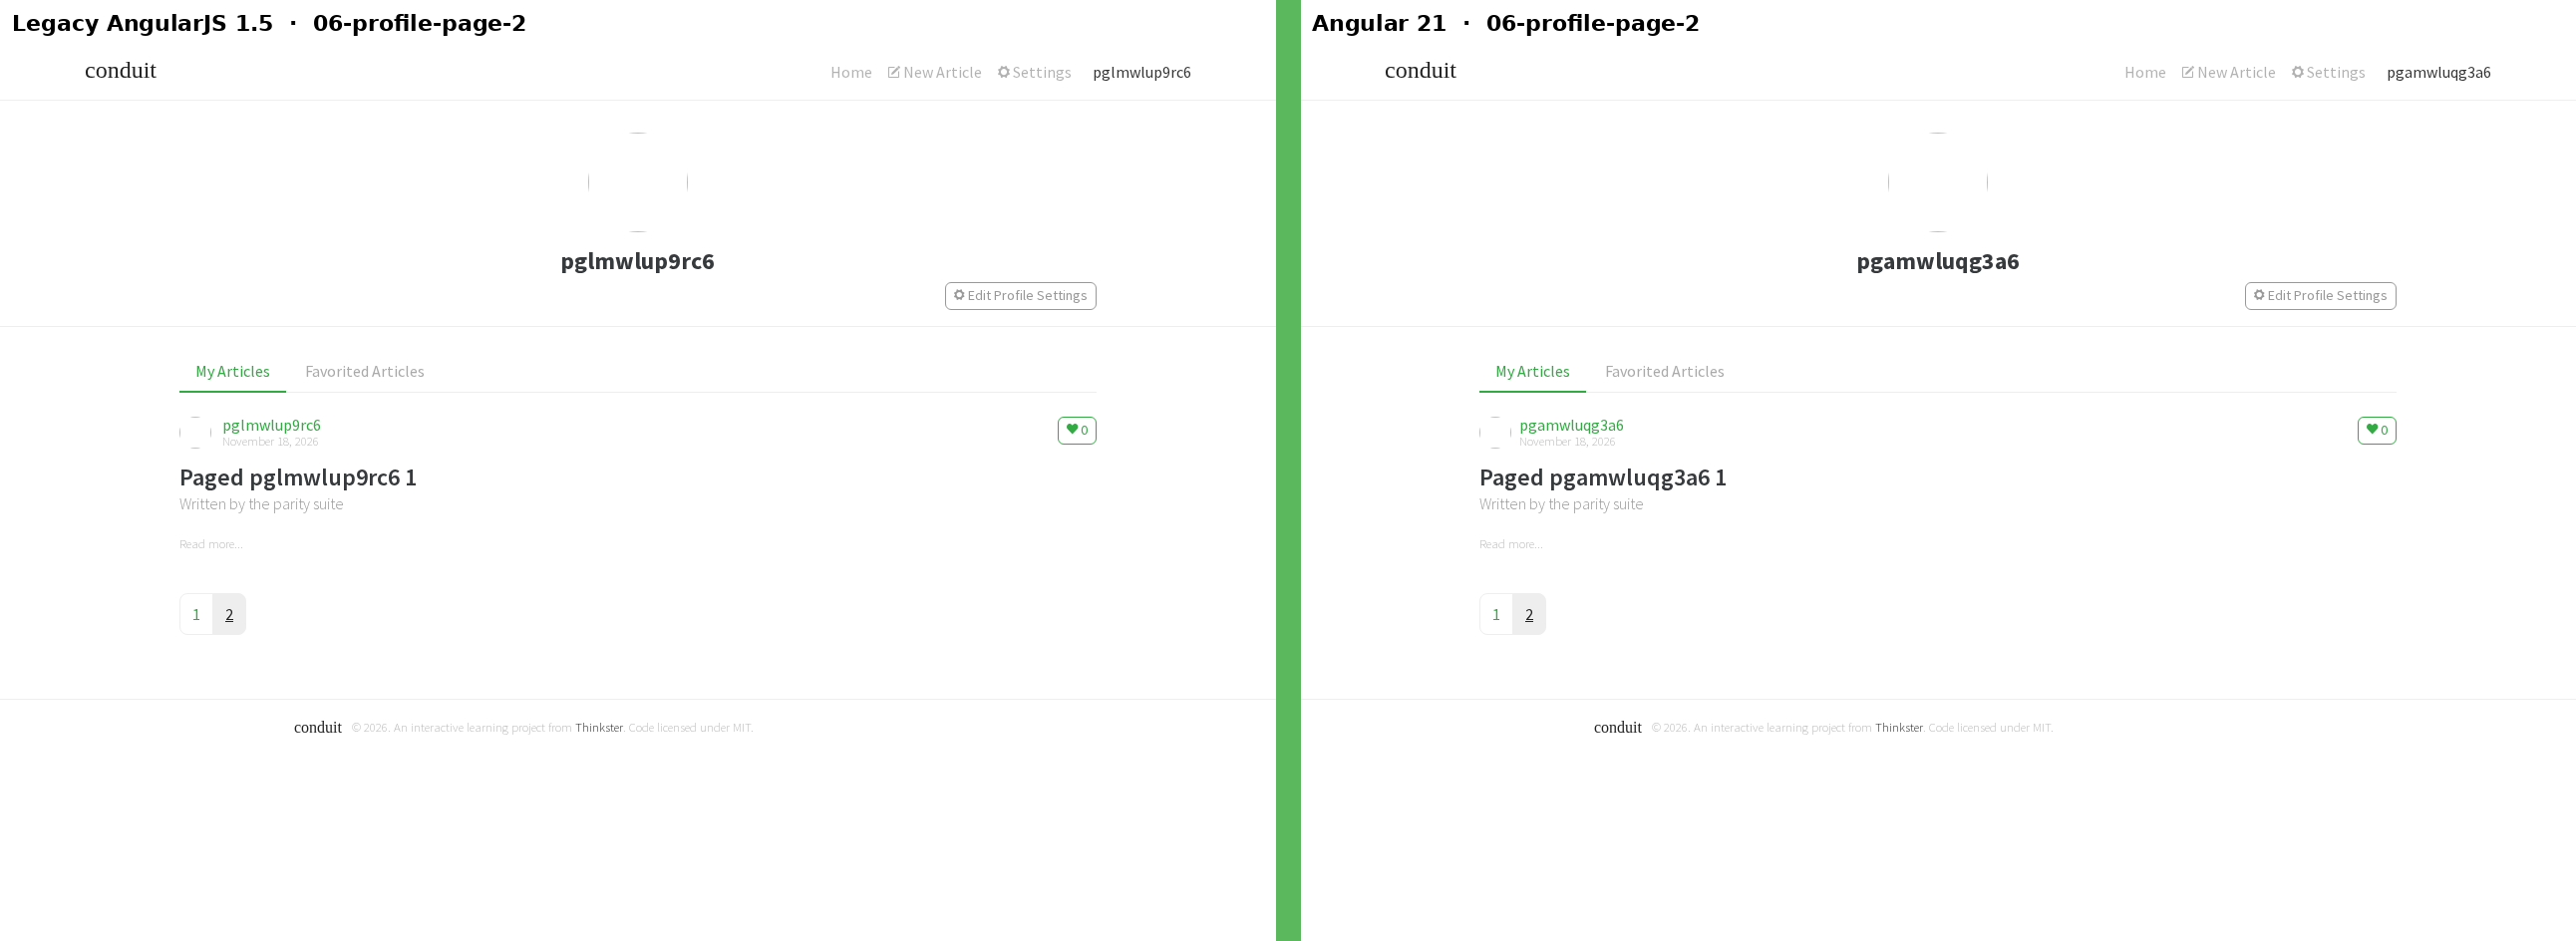 Legacy AngularJS 1.5 · 06-profile-page-2
conduit
Home New Article Settings pglmwlup9rc6
pglmwlup9rc6
Edit Profile Settings
My Articles Favorited Articles
pglmwlup9rc6
November 18, 2026
0
Paged pglmwlup9rc6 1
Written by the parity suite
Read more...
1 2
conduit © 2026. An interactive learning project from Thinkster. Code licensed under MIT.
Angular 21 · 06-profile-page-2
conduit
Home New Article Settings pgamwluqg3a6
pgamwluqg3a6
Edit Profile Settings
My Articles Favorited Articles
pgamwluqg3a6
November 18, 2026
0
Paged pgamwluqg3a6 1
Written by the parity suite
Read more...
1 2
conduit © 2026. An interactive learning project from Thinkster. Code licensed under MIT.